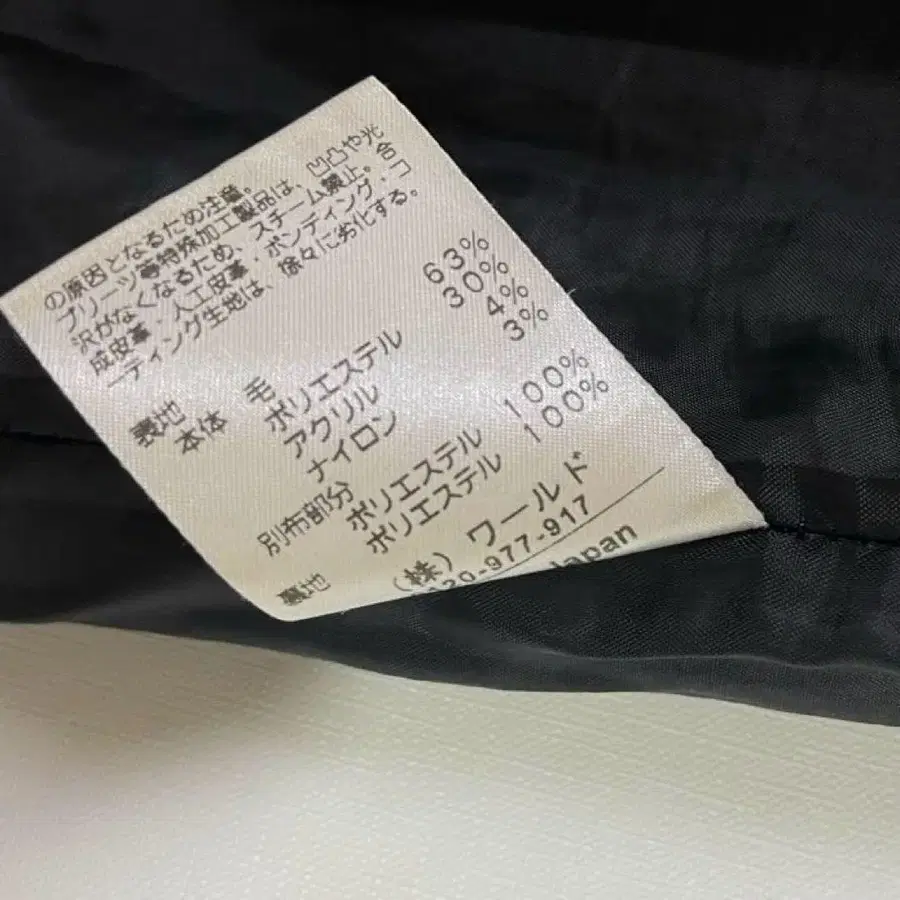 の原因となるため注意。
プリーツ等特殊加工製品は、凹凸や光
沢がなくなるため、スチーム禁止。合
成皮革・人工皮革・ボンディング・コ
ーティング生地は、徐々に劣化する。
表地
本体 毛 63%
ポリエステル 30%
アクリル 4%
ナイロン 3%
別布部分 ポリエステル 100%
裏地 ポリエステル 100%
(株) ワールド
120-977-917
Japan